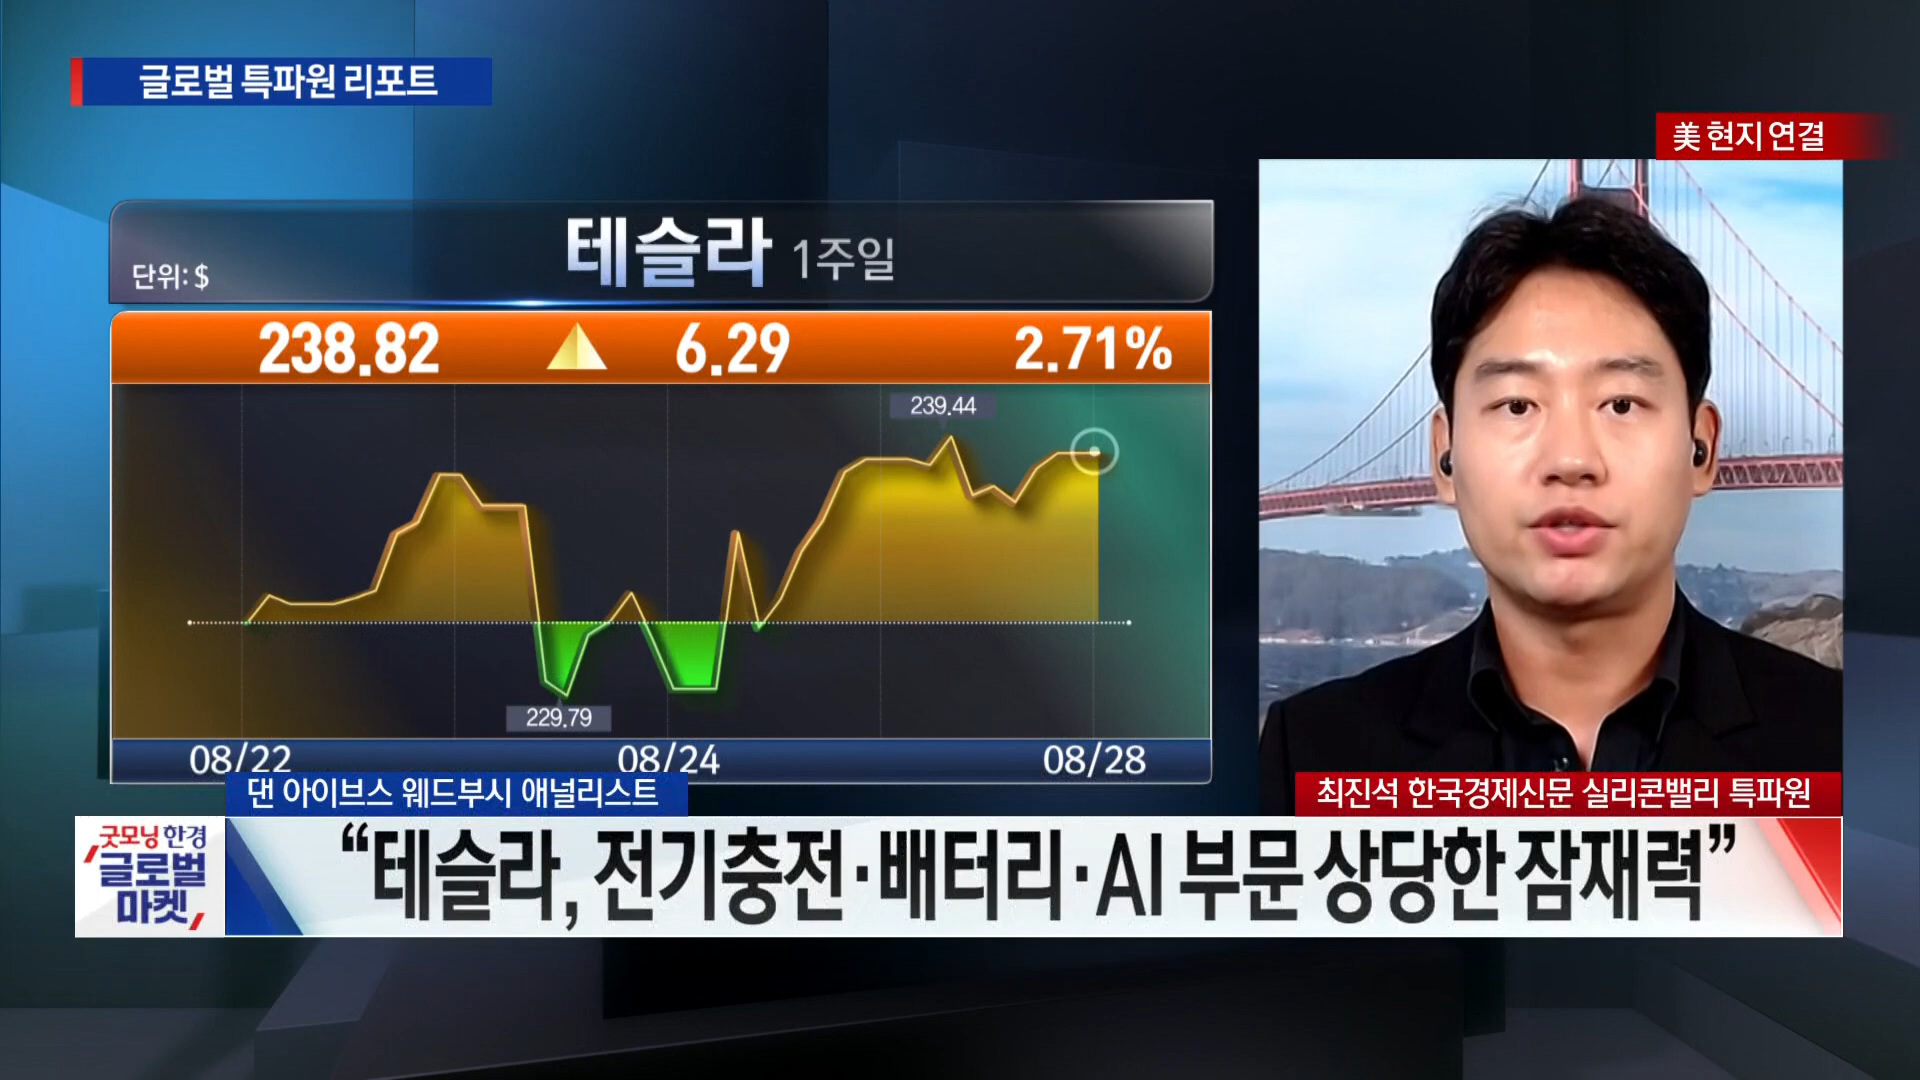 글로벌 특파원 리포트
美 현지 연결
테슬라 1주일
단위: $
238.82 6.29 2.71%
239.44
229.79
08/22 08/24 08/28
댄 아이브스 웨드부시 애널리스트
최진석 한국경제신문 실리콘밸리 특파원
굿모닝 한경
글로벌
마켓
“테슬라, 전기충전·배터리·AI 부문 상당한 잠재력”